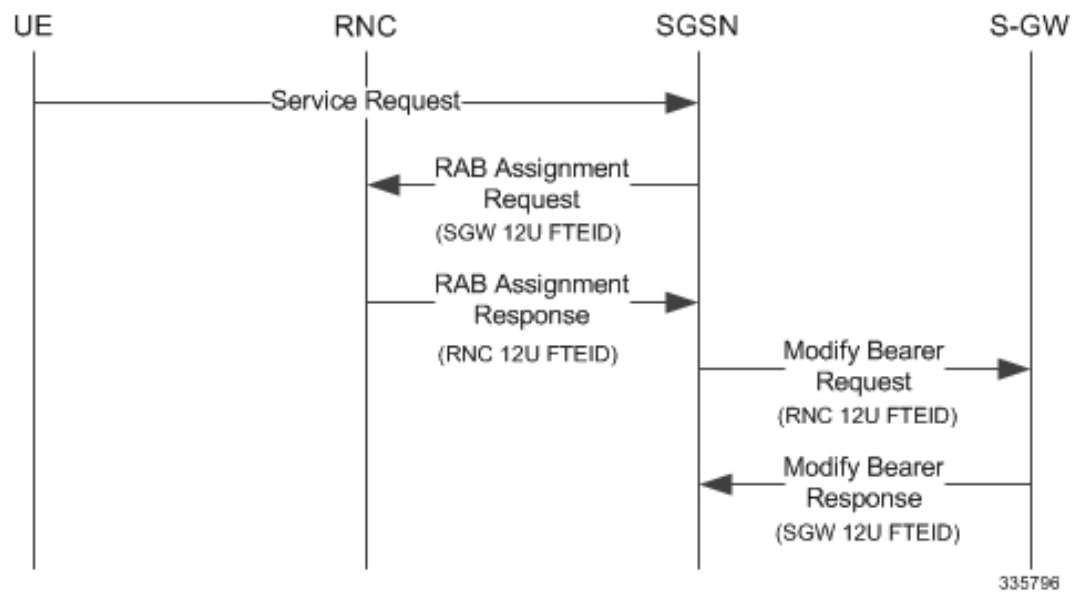 UE RNC SGSN S-GW
Service Request
RAB Assignment
Request
(SGW 12U FTEID)
RAB Assignment
Response
(RNC 12U FTEID)
Modify Bearer
Request
(RNC 12U FTEID)
Modify Bearer
Response
(SGW 12U FTEID)
335796